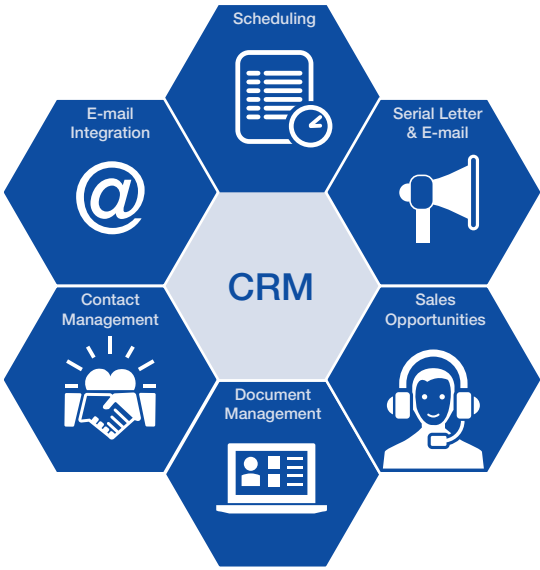 Scheduling
E-mail
Integration
@
Serial Letter
& E-mail
CRM
Contact
Management
Sales
Opportunities
Document
Management